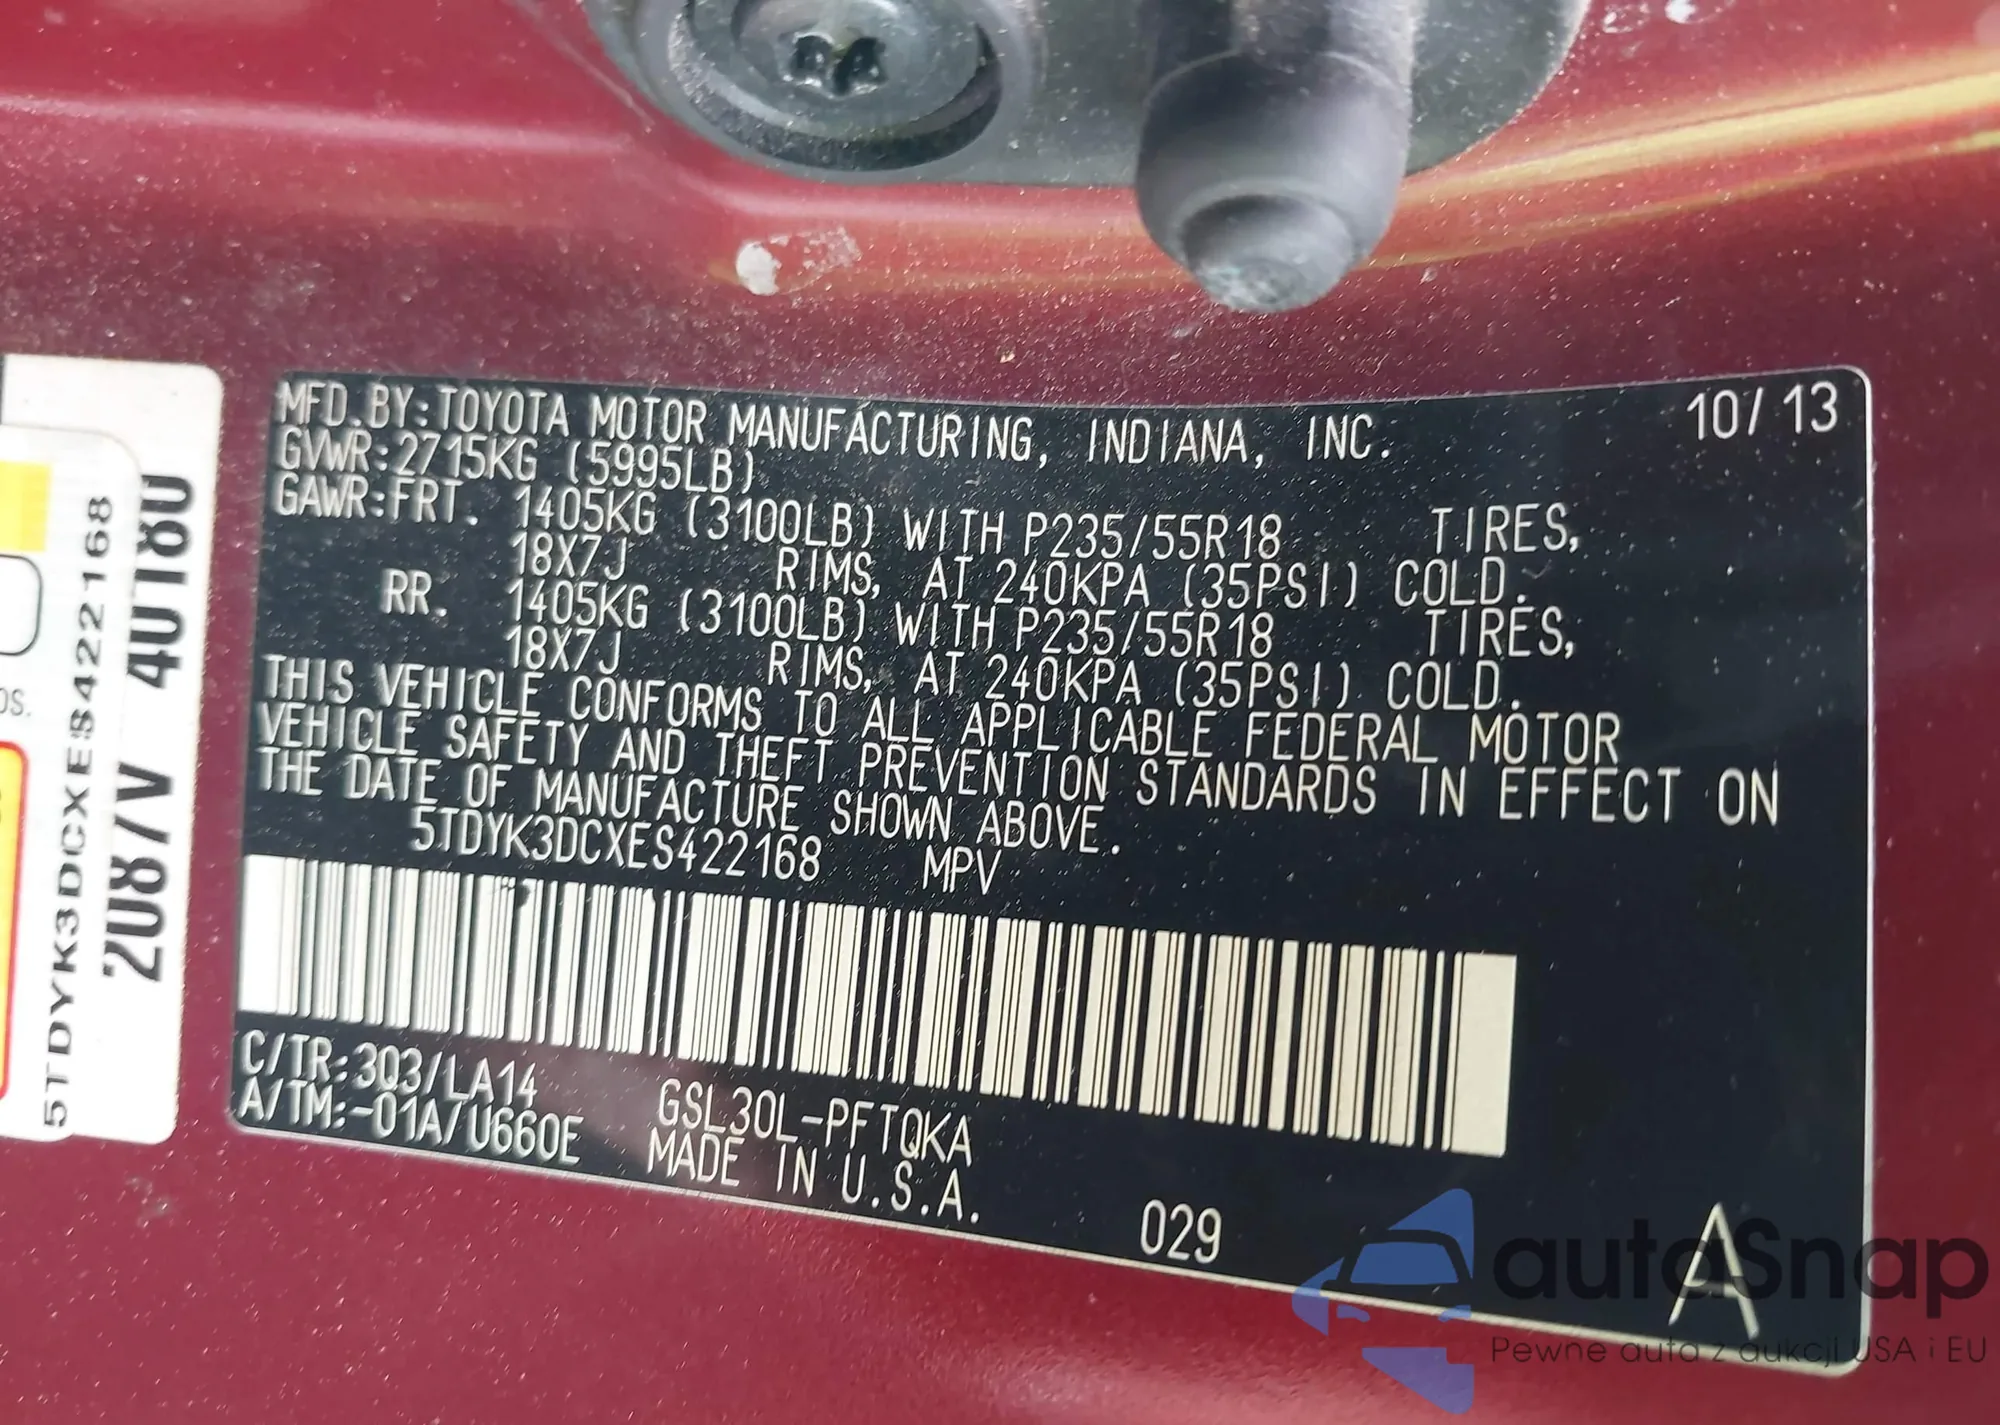 MFD.BY:TOYOTA MOTOR MANUFACTURING, INDIANA, INC. 10/13
GVWR:2715KG (5995LB)
GAWR:FRT. 1405KG (3100LB) WITH P235/55R18 TIRES,
18X7J RIMS, AT 240KPA (35PSI) COLD.
RR. 1405KG (3100LB) WITH P235/55R18 TIRES,
18X7J RIMS, AT 240KPA (35PSI) COLD.
THIS VEHICLE CONFORMS TO ALL APPLICABLE FEDERAL MOTOR
VEHICLE SAFETY AND THEFT PREVENTION STANDARDS IN EFFECT ON
THE DATE OF MANUFACTURE SHOWN ABOVE.
5TDYK3DCXES422168 MPV
C/TR:3Q3/LA14 GSL30L-PFTQKA
A/TM:-01A/U660E MADE IN U.S.A.
029
A
5TDYK3DCXES422168
2087V 40180
OS.
autoSnap
Pewne auta z aukcji USA i EU